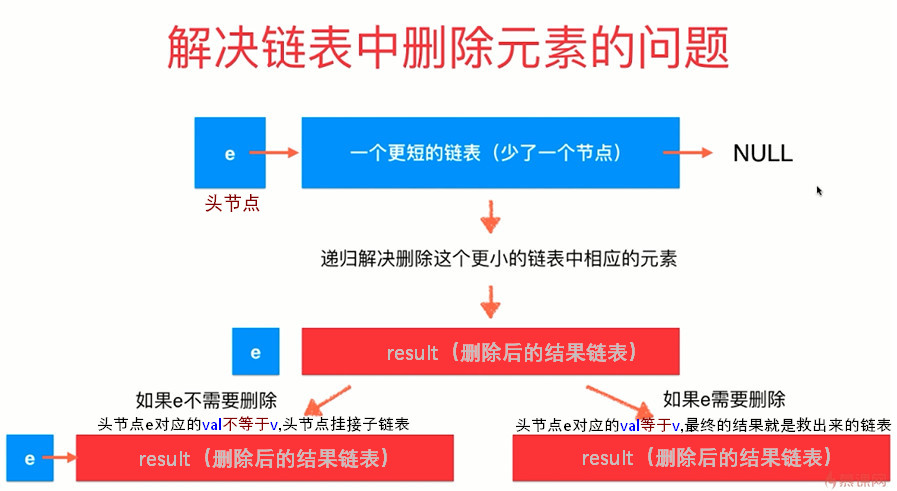 解决链表中删除元素的问题
e
一个更短的链表（少了一个节点）
NULL
头节点
递归解决删除这个更小的链表中相应的元素
e
result（删除后的结果链表）
如果e不需要删除
头节点e对应的val不等于v,头节点挂接子链表
e
result（删除后的结果链表）
如果e需要删除
头节点e对应的val等于v,最终的结果就是救出来的链表
result（删除后的结果链表）
慕课网